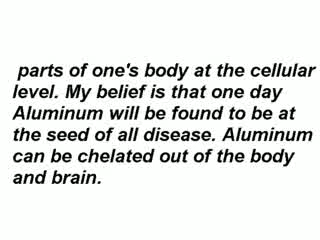 parts of one's body at the cellular
level. My belief is that one day
Aluminum will be found to be at
the seed of all disease. Aluminum
can be chelated out of the body
and brain.